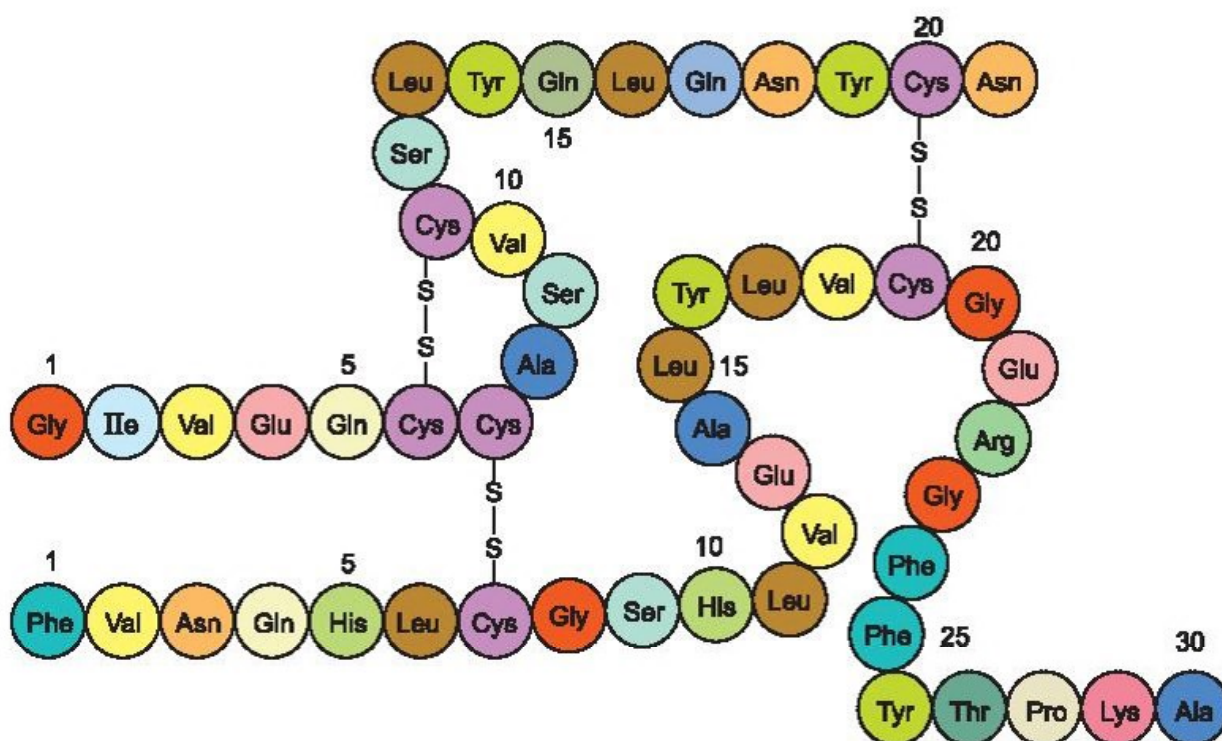 20
Leu Tyr Gln Leu Gln Asn Tyr Cys Asn
15
Ser
S
10
Cys Val
S
20
Ser
Tyr Leu Val Cys Gly
S
S
Ala
Leu
15
Glu
1
5
Gly IIe Val Glu Gln Cys Cys
Ala
Arg
Glu
S
Gly
Val
S
1
5
10
Phe
Phe Val Asn Gln His Leu Cys Gly Ser His Leu
Phe
25
30
Tyr Thr Pro Lys Ala